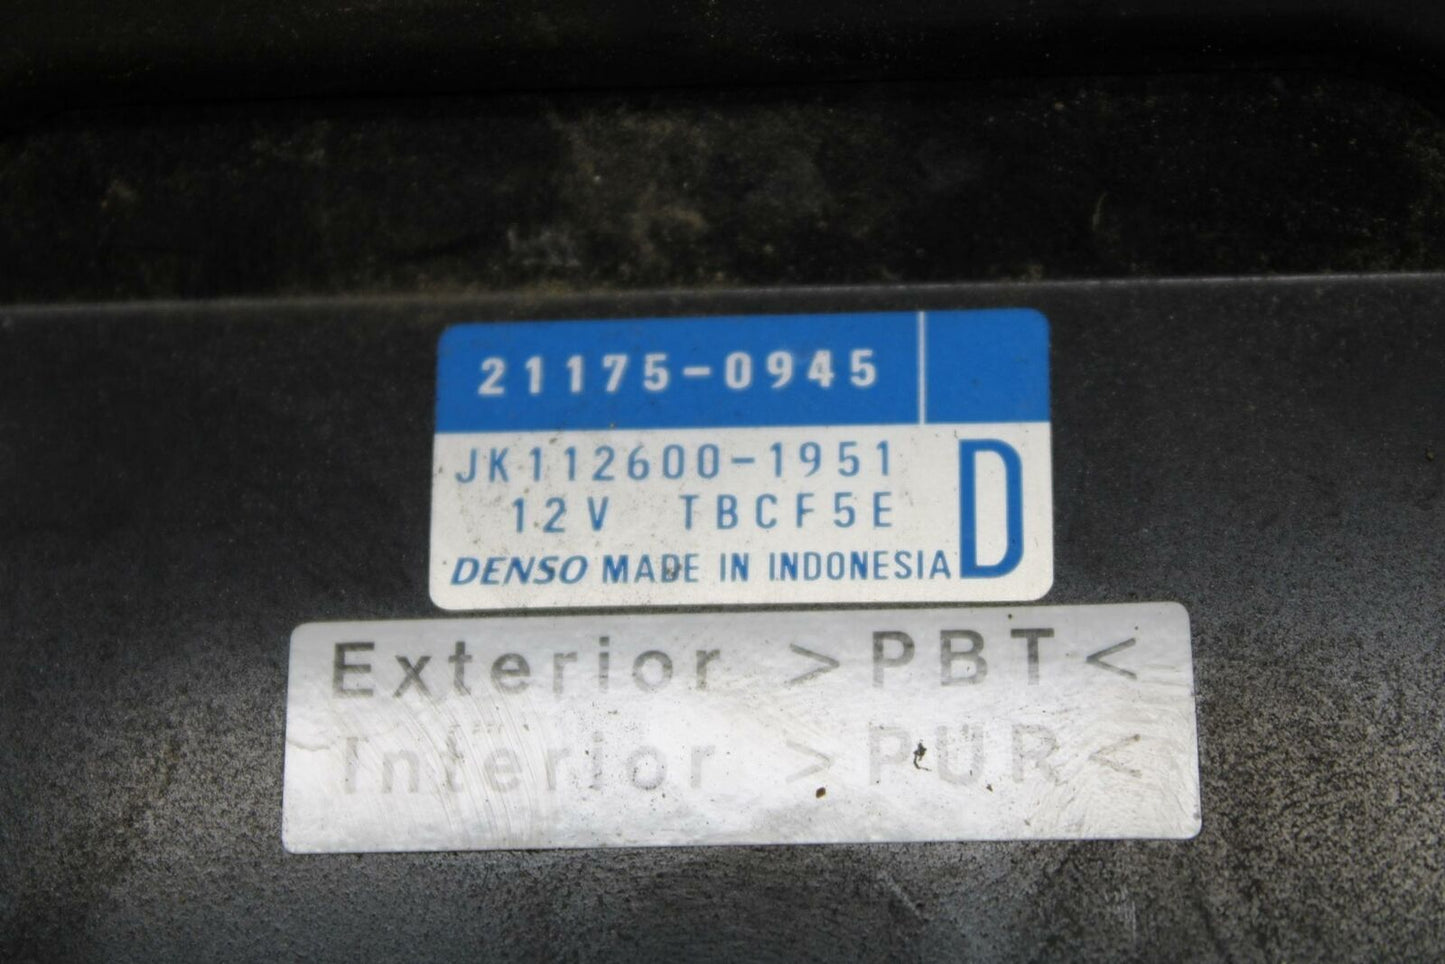 21175-0945
JK112600-1951
12V TBCF5E
D
DENSO MADE IN INDONESIA
Exterior >PBT<
Interior >PUR<